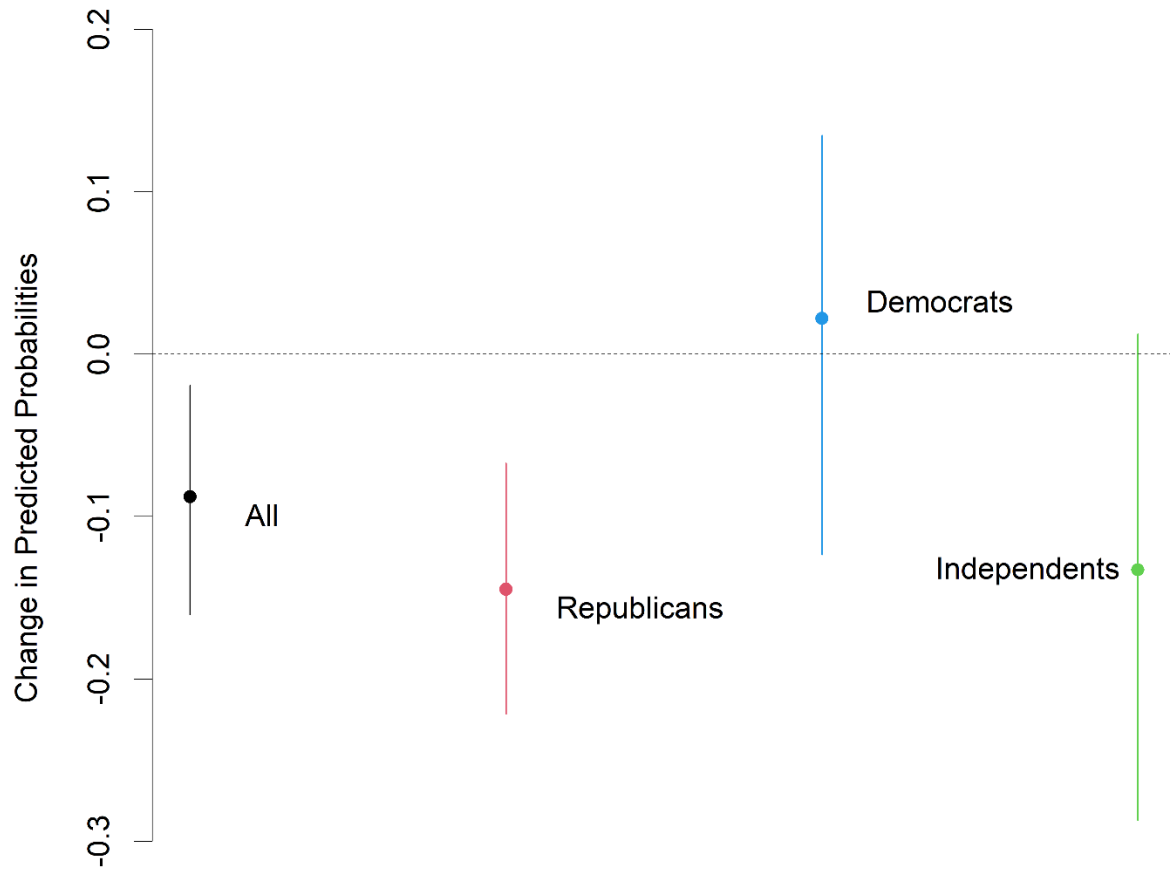 Change in Predicted Probabilities
0.2
0.1
0.0
-0.1
-0.2
-0.3
All
Republicans
Democrats
Independents